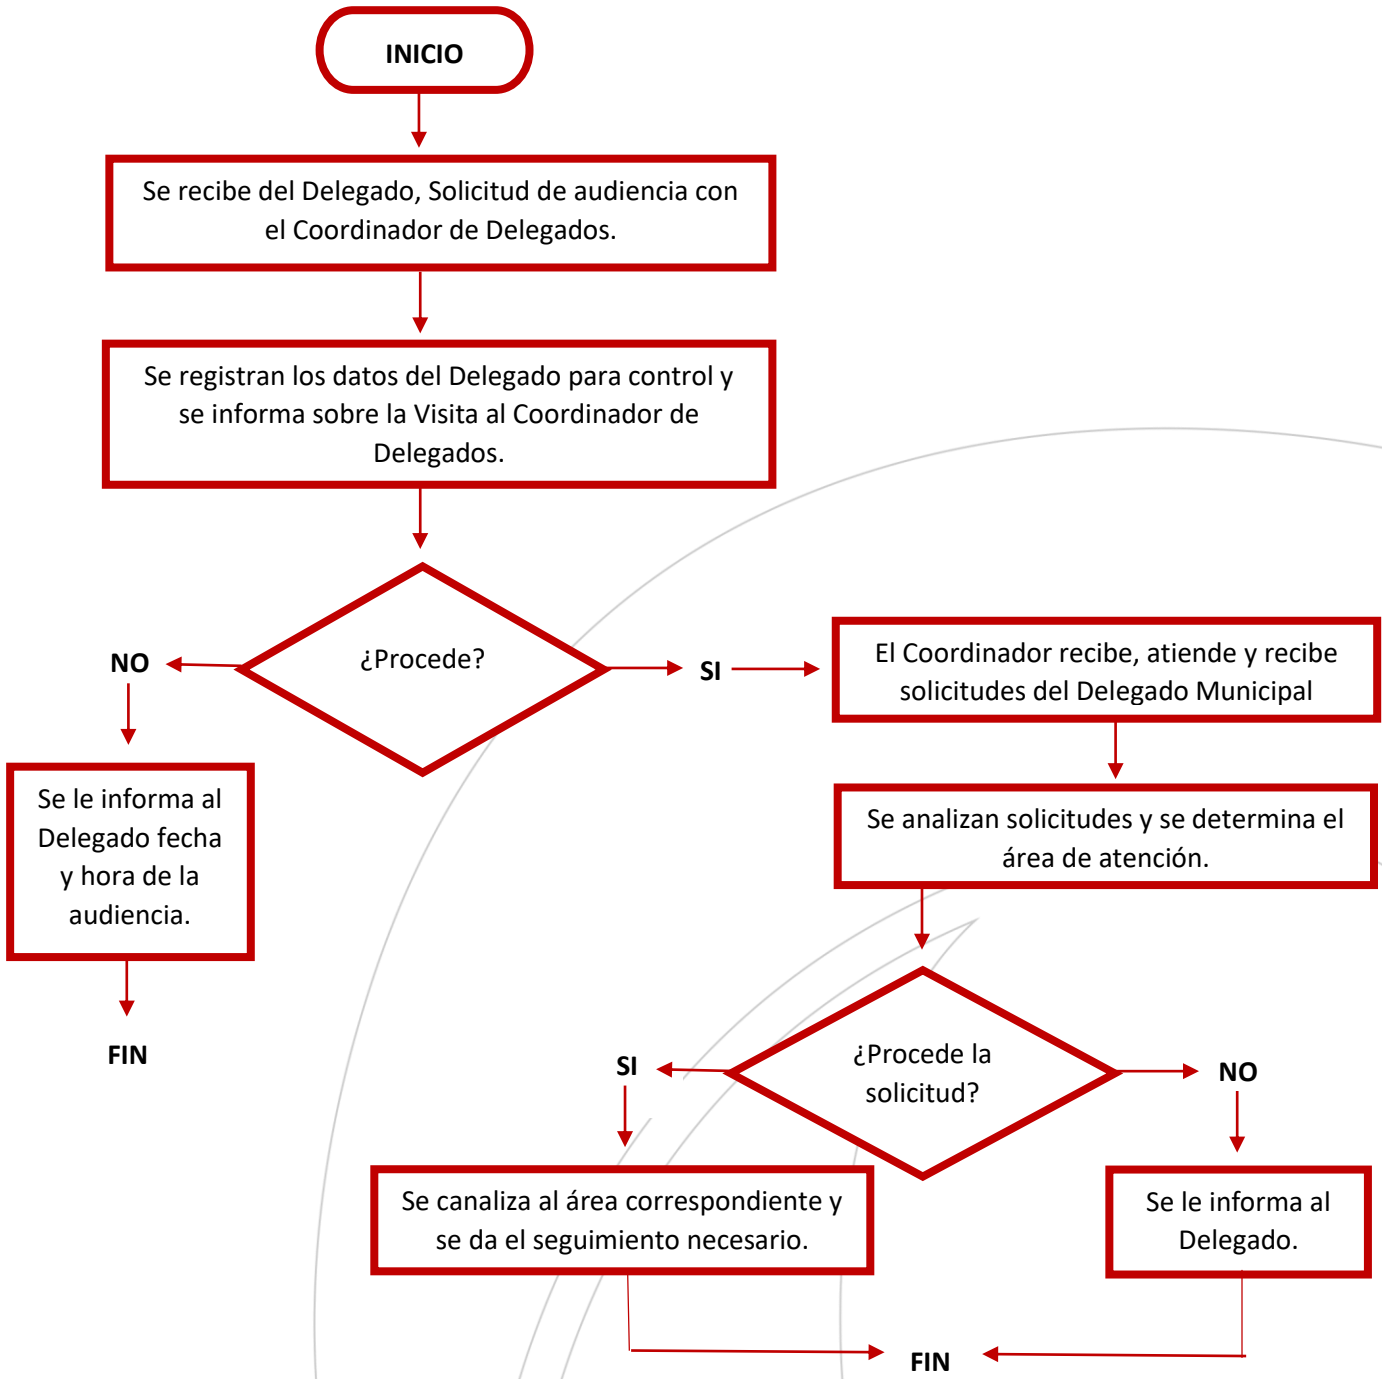 INICIO
Se recibe del Delegado, Solicitud de audiencia con
el Coordinador de Delegados.
Se registran los datos del Delegado para control y
se informa sobre la Visita al Coordinador de
Delegados.
¿Procede?
NO
SI
El Coordinador recibe, atiende y recibe
solicitudes del Delegado Municipal
Se le informa al
Delegado fecha
y hora de la
audiencia.
FIN
Se analizan solicitudes y se determina el
área de atención.
¿Procede la
solicitud?
SI
NO
Se canaliza al área correspondiente y
se da el seguimiento necesario.
Se le informa al
Delegado.
FIN